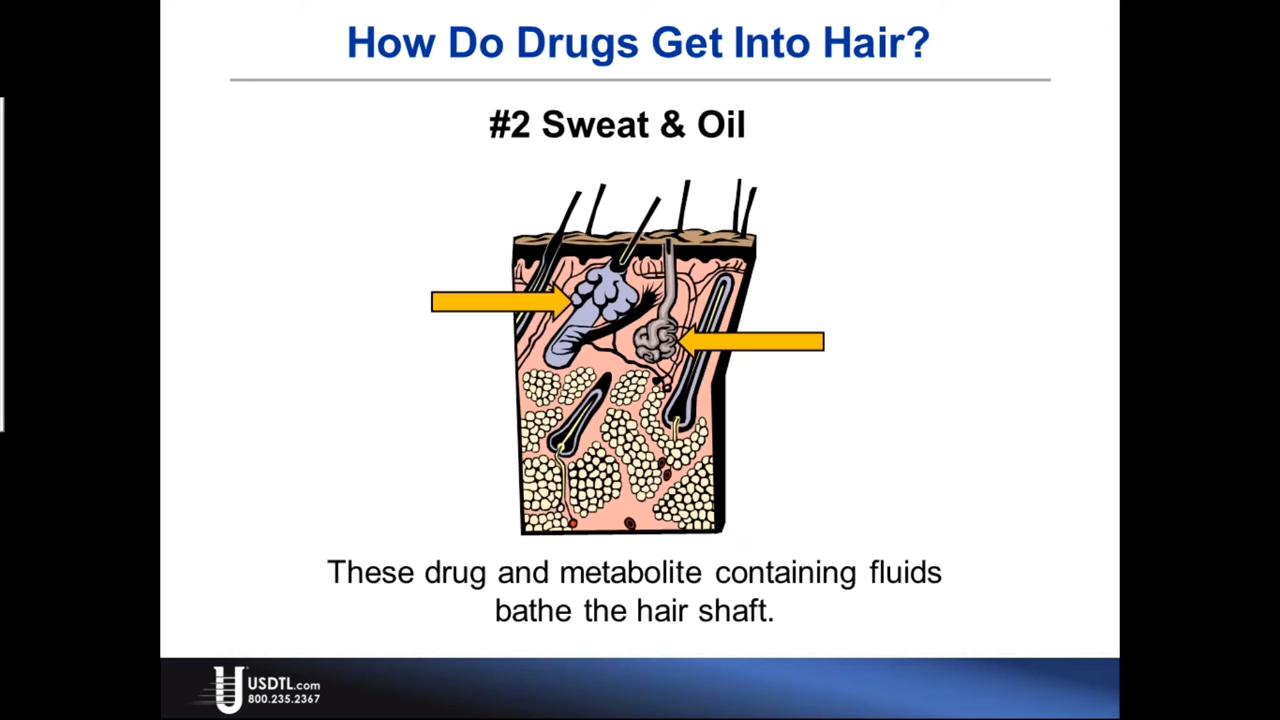 How Do Drugs Get Into Hair?
#2 Sweat & Oil
These drug and metabolite containing fluids
bathe the hair shaft.
USDTL.com
800.235.2367